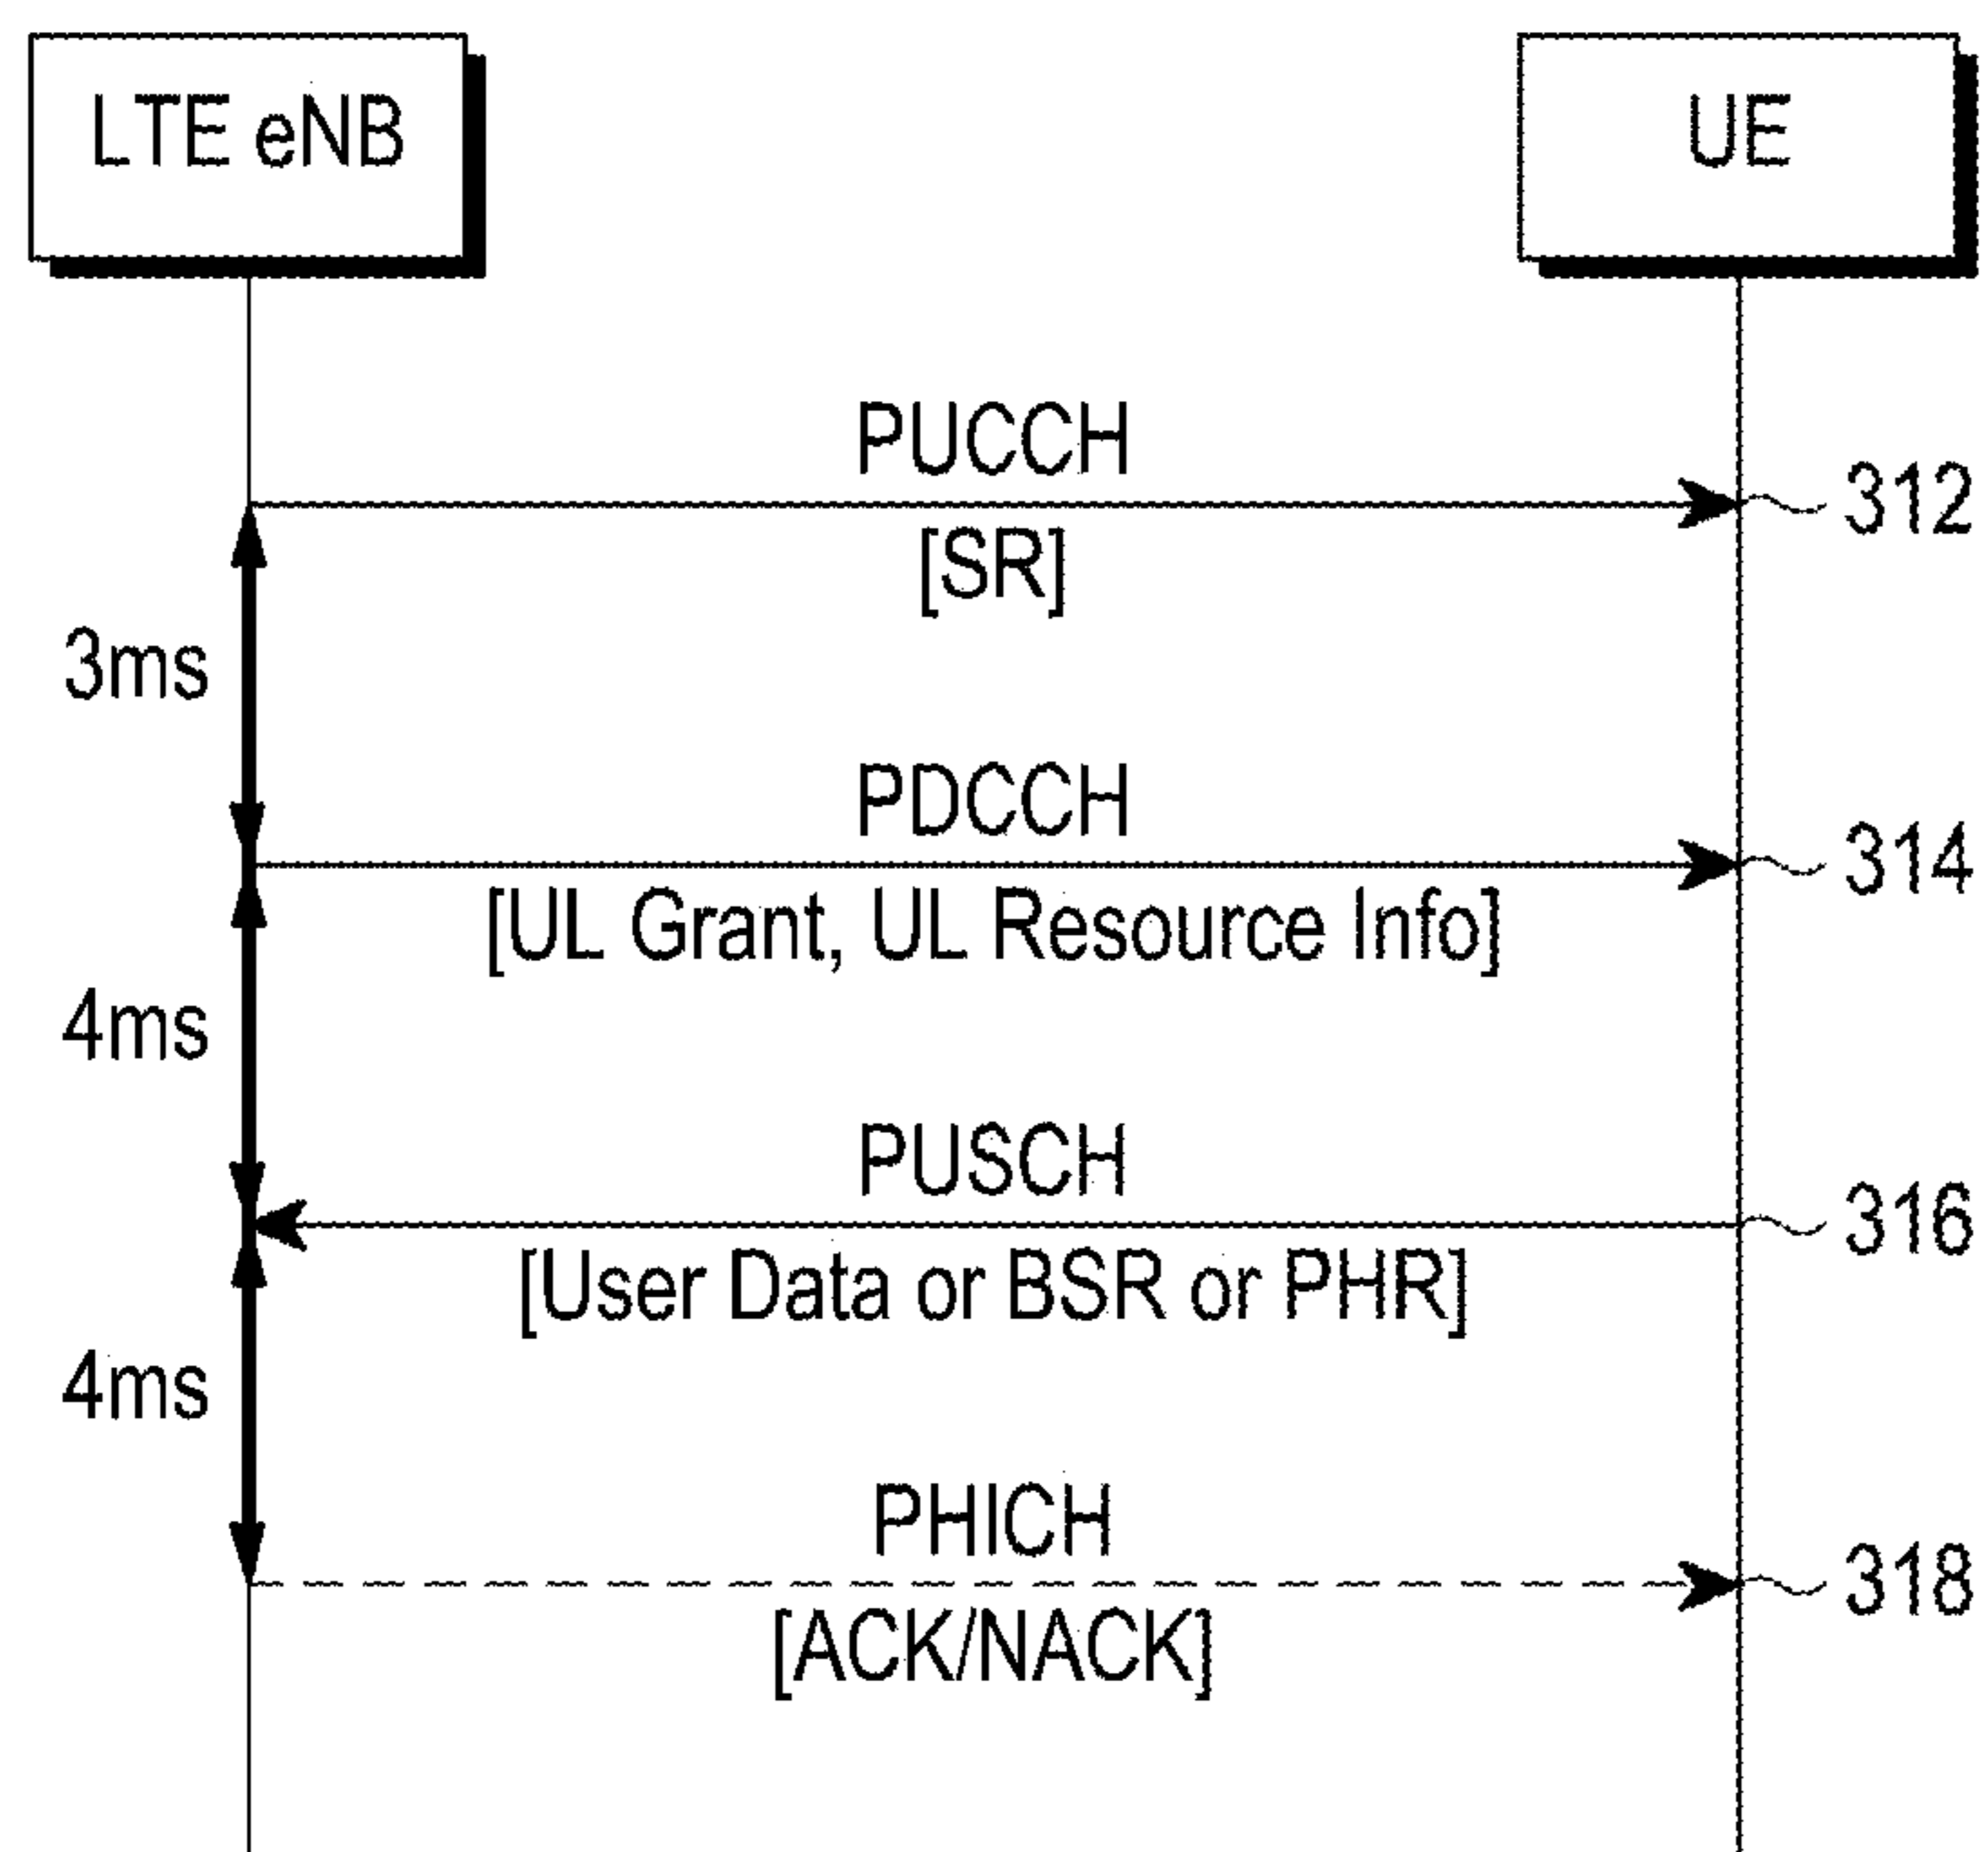 LTE eNB
UE
PUCCH
312
[SR]
3ms
PDCCH
314
[UL Grant, UL Resource Info]
4ms
PUSCH
316
[User Data or BSR or PHR]
4ms
PHICH
318
[ACK/NACK]